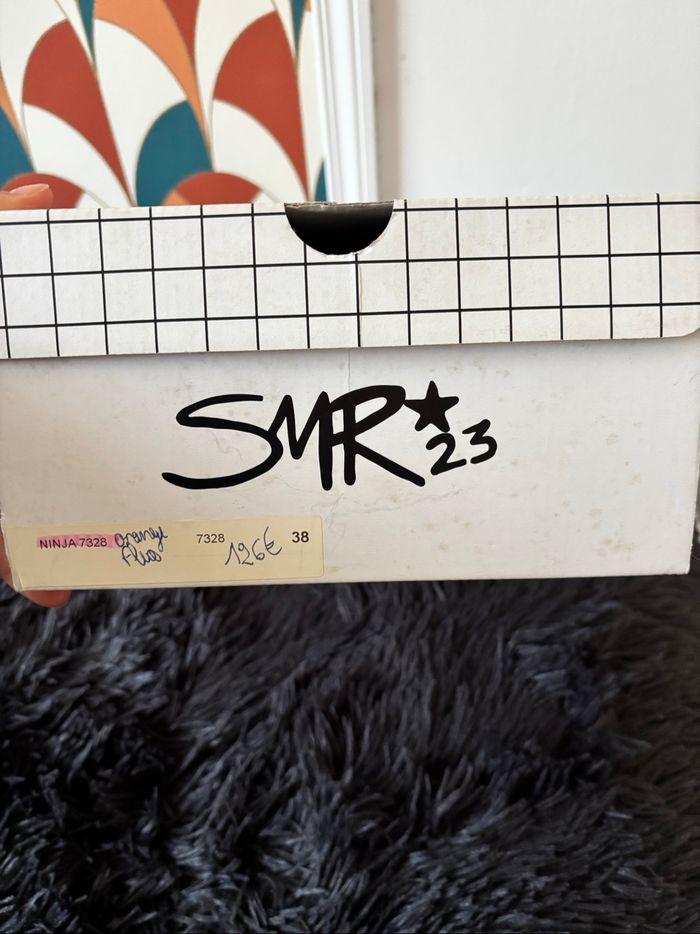 SMR★23
NINJA 7328 Orange 7328 126€ 38
Fluo